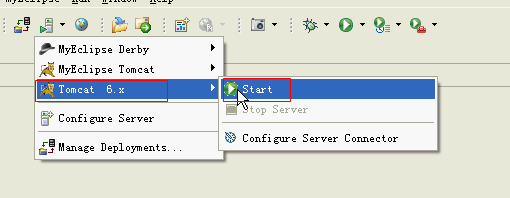 MyEclipse Run Window Help
MyEclipse Derby
MyEclipse Tomcat
Tomcat 6.x
Start
Stop Server
Configure Server
Configure Server Connector
Manage Deployments...